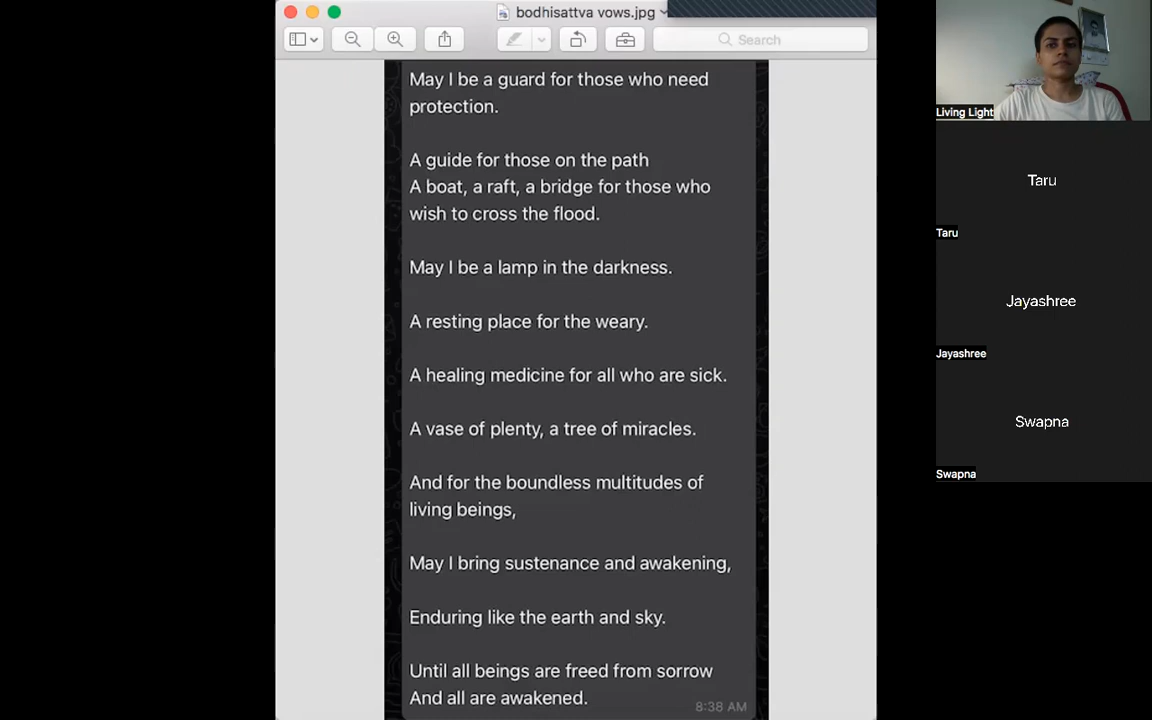 bodhisattva vows.jpg
Search
May I be a guard for those who need
protection.
A guide for those on the path
A boat, a raft, a bridge for those who
wish to cross the flood.
May I be a lamp in the darkness.
A resting place for the weary.
A healing medicine for all who are sick.
A vase of plenty, a tree of miracles.
And for the boundless multitudes of
living beings,
May I bring sustenance and awakening,
Enduring like the earth and sky.
Until all beings are freed from sorrow
And all are awakened.
8:38 AM
Living Light
Taru
Taru
Jayashree
Jayashree
Swapna
Swapna